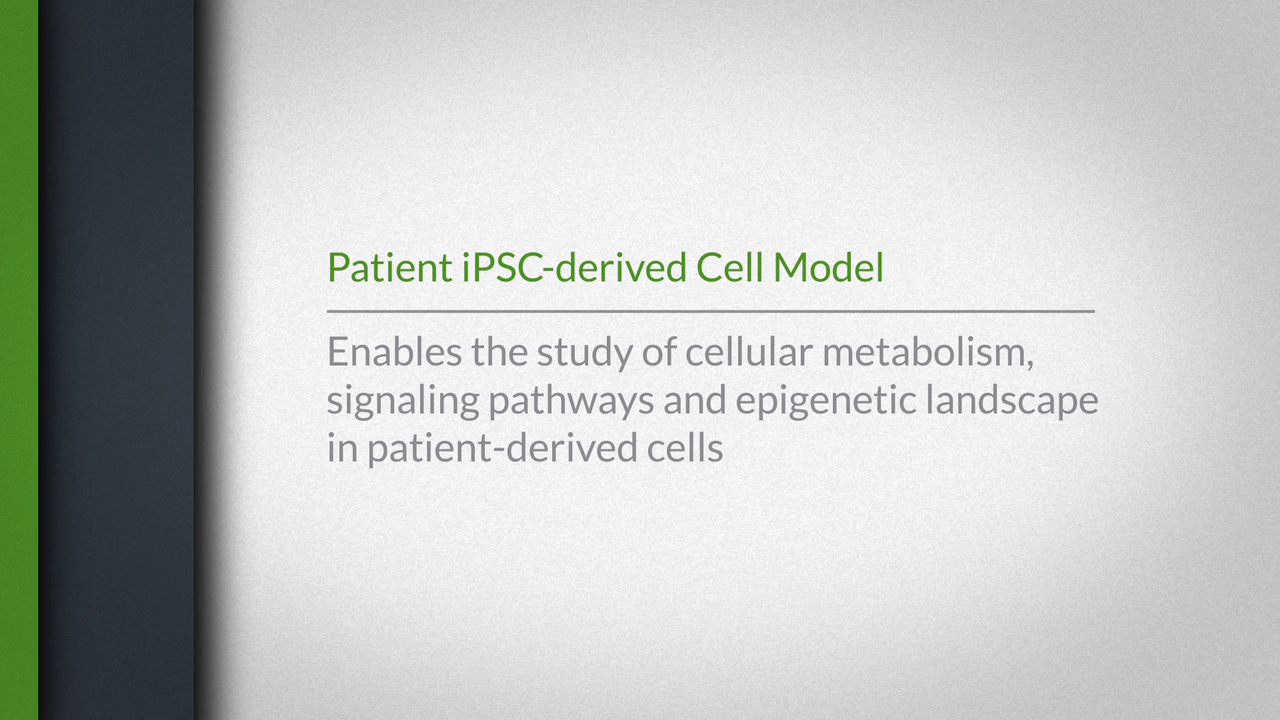 Patient iPSC-derived Cell Model
Enables the study of cellular metabolism,
signaling pathways and epigenetic landscape
in patient-derived cells